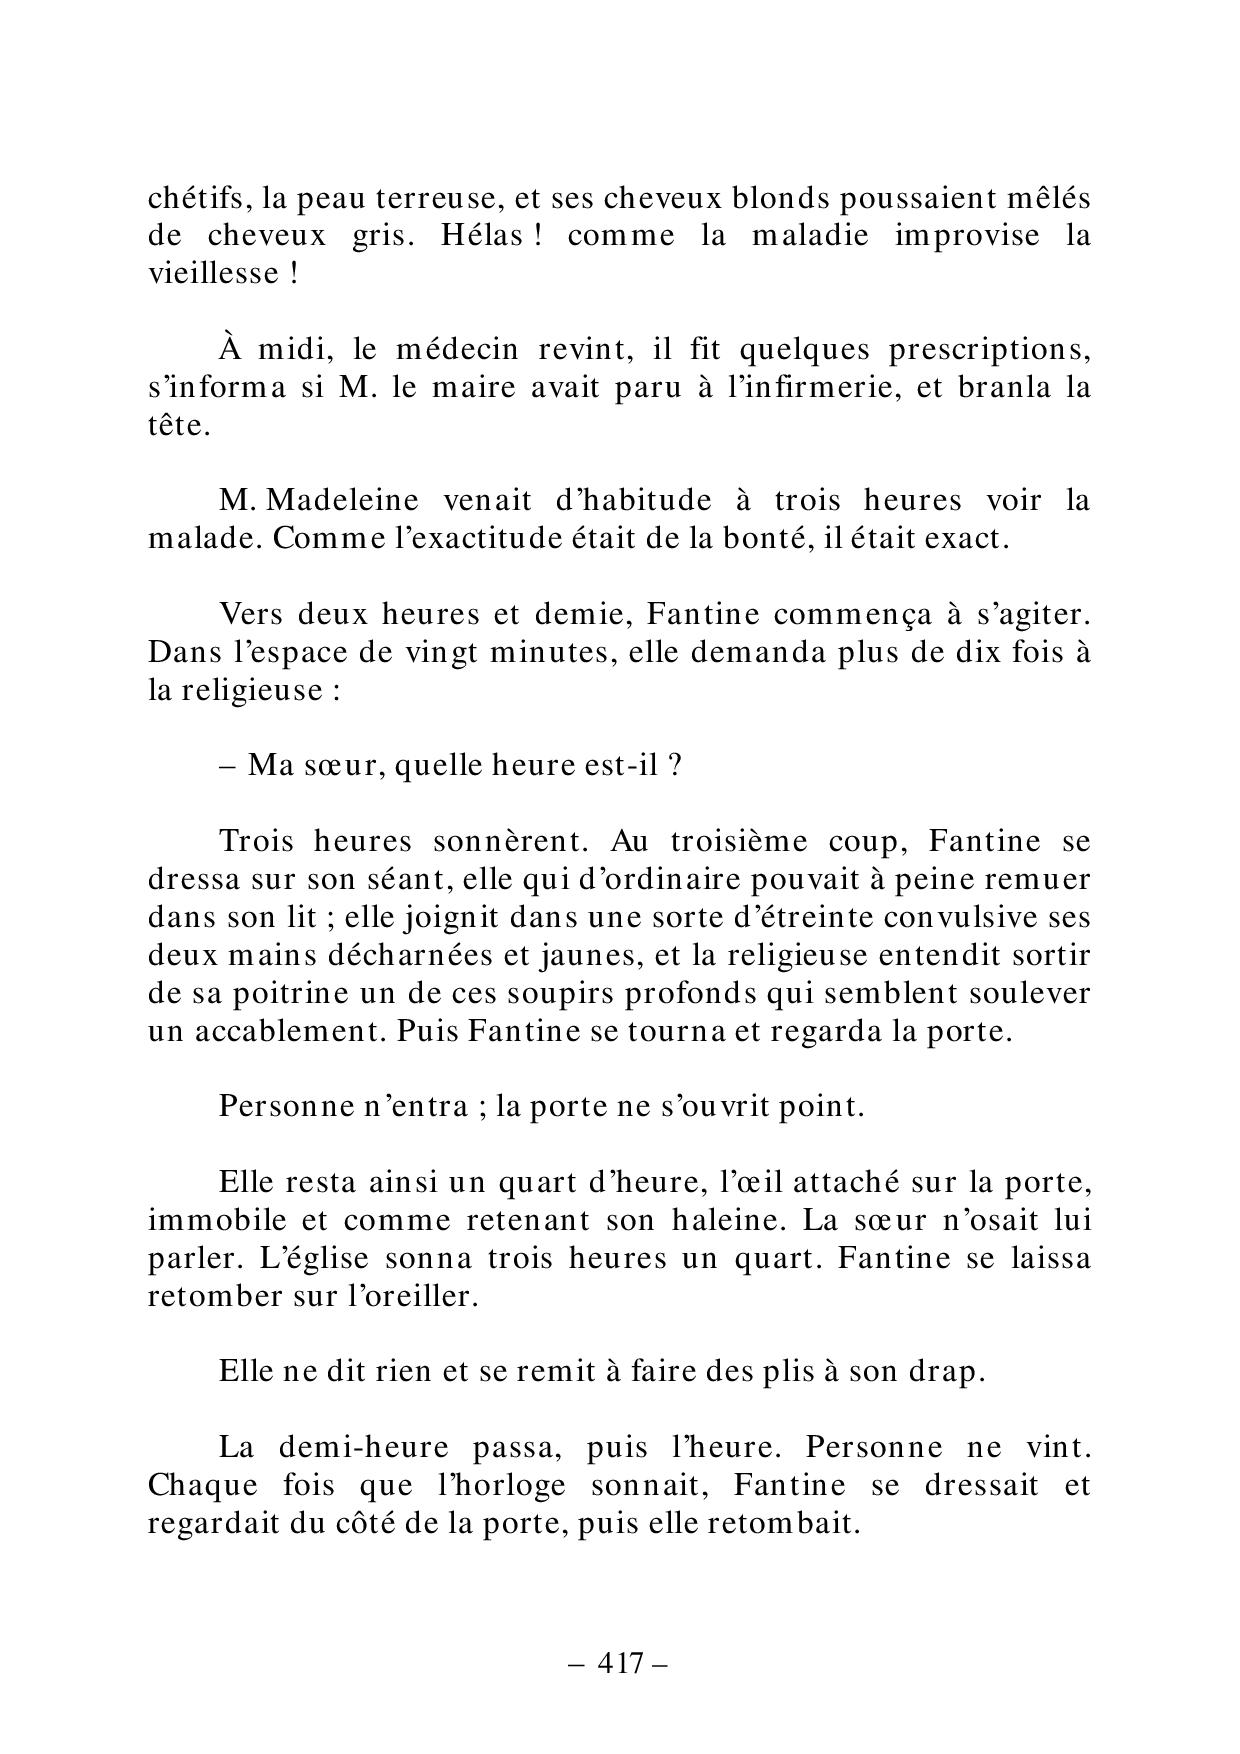 chétifs, la peau terreuse, et ses cheveux blonds poussaient mêlés
de cheveux gris. Hélas ! comme la maladie improvise la
vieillesse !
À midi, le médecin revint, il fit quelques prescriptions,
s’informa si M. le maire avait paru à l’infirmerie, et branla la
tête.
M. Madeleine venait d’habitude à trois heures voir la
malade. Comme l’exactitude était de la bonté, il était exact.
Vers deux heures et demie, Fantine commença à s’agiter.
Dans l’espace de vingt minutes, elle demanda plus de dix fois à
la religieuse :
– Ma sœur, quelle heure est-il ?
Trois heures sonnèrent. Au troisième coup, Fantine se
dressa sur son séant, elle qui d’ordinaire pouvait à peine remuer
dans son lit ; elle joignit dans une sorte d’étreinte convulsive ses
deux mains décharnées et jaunes, et la religieuse entendit sortir
de sa poitrine un de ces soupirs profonds qui semblent soulever
un accablement. Puis Fantine se tourna et regarda la porte.
Personne n’entra ; la porte ne s’ouvrit point.
Elle resta ainsi un quart d’heure, l’œil attaché sur la porte,
immobile et comme retenant son haleine. La sœur n’osait lui
parler. L’église sonna trois heures un quart. Fantine se laissa
retomber sur l’oreiller.
Elle ne dit rien et se remit à faire des plis à son drap.
La demi-heure passa, puis l’heure. Personne ne vint.
Chaque fois que l’horloge sonnait, Fantine se dressait et
regardait du côté de la porte, puis elle retombait.
– 417 –